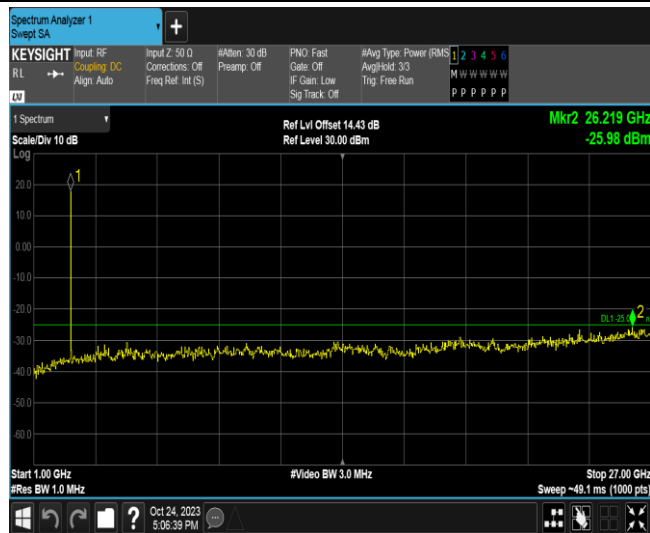 Spectrum Analyzer 1
Swept SA
KEYSIGHT
RL
Input: RF
Coupling: DC
Align: Auto
Input Z: 50 Ω
Corrections: Off
Freq Ref: Int (S)
#Atten: 30 dB
Preamp: Off
PNO: Fast
Gate: Off
IF Gain: Low
Sig Track: Off
#Avg Type: Power (RMS
Avg|Hold: 3/3
Trig: Free Run
1 2 3 4 5 6
M W W W W W
P P P P P P
LXI
1 Spectrum
Scale/Div 10 dB
Log
Ref Lvl Offset 14.43 dB
Ref Level 30.00 dBm
Mkr2 26.219 GHz
-25.98 dBm
1
20.0
10.0
0.00
-10.0
-20.0
DL1 -25.0
2
-30.0
-40.0
-50.0
-60.0
Start 1.00 GHz
#Video BW 3.0 MHz
Stop 27.00 GHz
#Res BW 1.0 MHz
Sweep ~49.1 ms (1000 pts)
?
Oct 24, 2023
5:06:39 PM